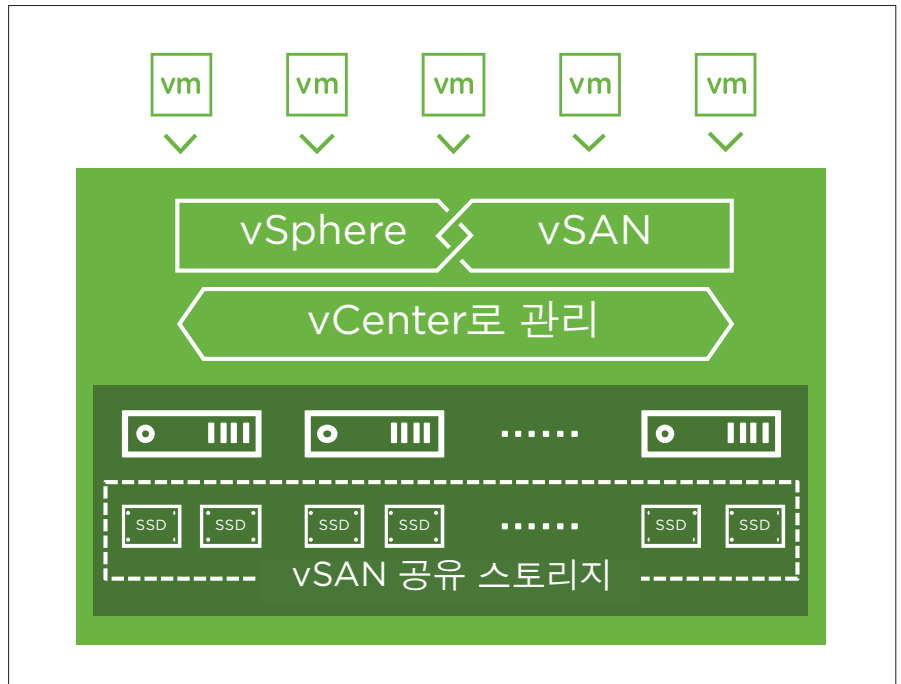 vm vm vm vm vm
vSphere vSAN
vCenter로 관리
SSD SSD SSD SSD SSD SSD
vSAN 공유 스토리지